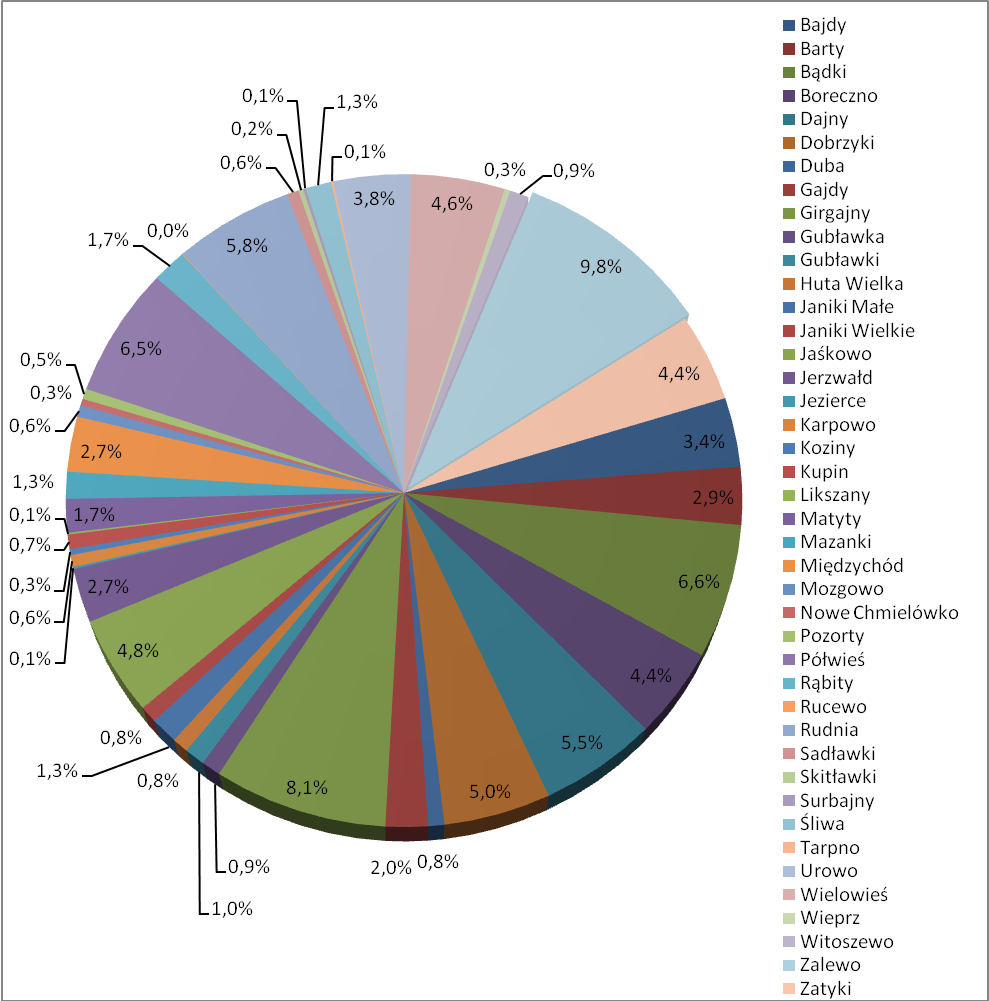 0,1%
1,3%
0,2%
0,1%
0,6%
0,3%
0,9%
3,8%
4,6%
1,7%
0,0%
5,8%
9,8%
6,5%
4,4%
0,5%
0,3%
0,6%
2,7%
3,4%
1,3%
2,9%
0,1%
1,7%
0,7%
0,3%
2,7%
6,6%
0,6%
0,1%
4,8%
4,4%
0,8%
5,5%
1,3%
0,8%
8,1%
5,0%
0,9%
2,0%
0,8%
1,0%
Bajdy
Barty
Bądki
Boreczno
Dajny
Dobrzyki
Duba
Gajdy
Girgajny
Gubławka
Gubławki
Huta Wielka
Janiki Małe
Janiki Wielkie
Jaśkowo
Jerzwałd
Jezierce
Karpowo
Koziny
Kupin
Likszany
Matyty
Mazanki
Międzychód
Mozgowo
Nowe Chmielówko
Pozorty
Półwieś
Rąbity
Rucewo
Rudnia
Sadławki
Skitławki
Surbajny
Śliwa
Tarpno
Urowo
Wielowieś
Wieprz
Witoszewo
Zalewo
Zatyki